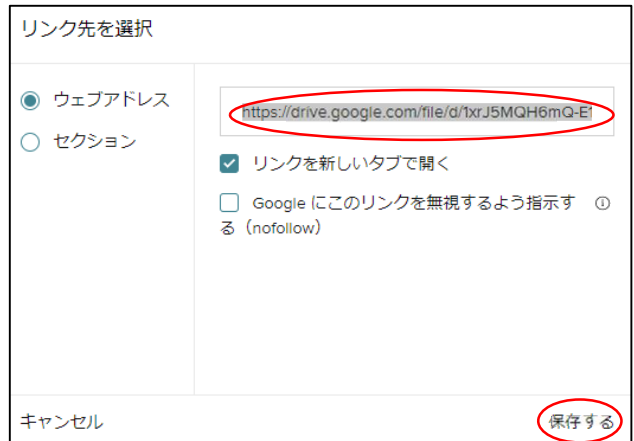 リンク先を選択
ウェブアドレス
https://drive.google.com/file/d/1xrJ5MQH6mQ-E1
セクション
リンクを新しいタブで開く
Google にこのリンクを無視するよう指示す
る（nofollow）
キャンセル
保存する